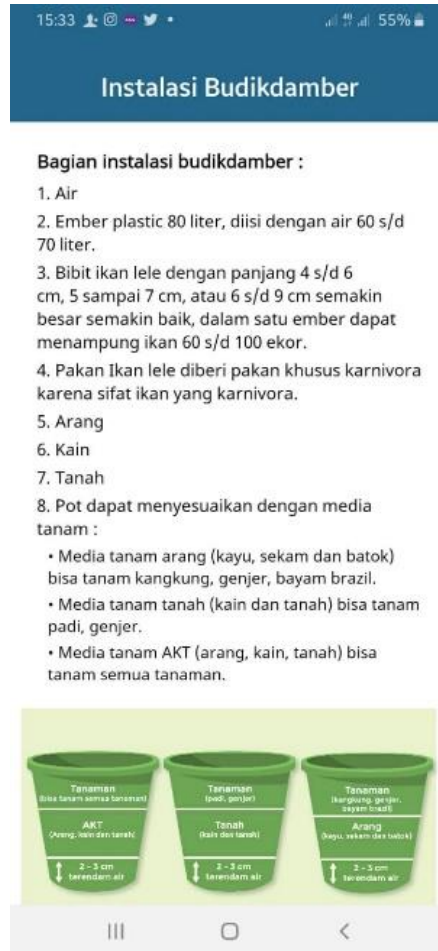 15:33
55%
Instalasi Budikdamber
Bagian instalasi budikdamber :
1. Air
2. Ember plastic 80 liter, diisi dengan air 60 s/d
70 liter.
3. Bibit ikan lele dengan panjang 4 s/d 6
cm, 5 sampai 7 cm, atau 6 s/d 9 cm semakin
besar semakin baik, dalam satu ember dapat
menampung ikan 60 s/d 100 ekor.
4. Pakan Ikan lele diberi pakan khusus karnivora
karena sifat ikan yang karnivora.
5. Arang
6. Kain
7. Tanah
8. Pot dapat menyesuaikan dengan media
tanam :
• Media tanam arang (kayu, sekam dan batok)
bisa tanam kangkung, genjer, bayam brazil.
• Media tanam tanah (kain dan tanah) bisa tanam
padi, genjer.
• Media tanam AKT (arang, kain, tanah) bisa
tanam semua tanaman.
Tanaman
(bisa tanam semua tanaman)
AKT
(Arang, kain dan tanah)
2 - 3 cm
terendam air
Tanaman
(padi, genjer)
Tanah
(kain dan tanah)
2 - 3 cm
terendam air
Tanaman
(kangkung, genjer,
bayam brazil)
Arang
(kayu, sekam dan batok)
2 - 3 cm
terendam air